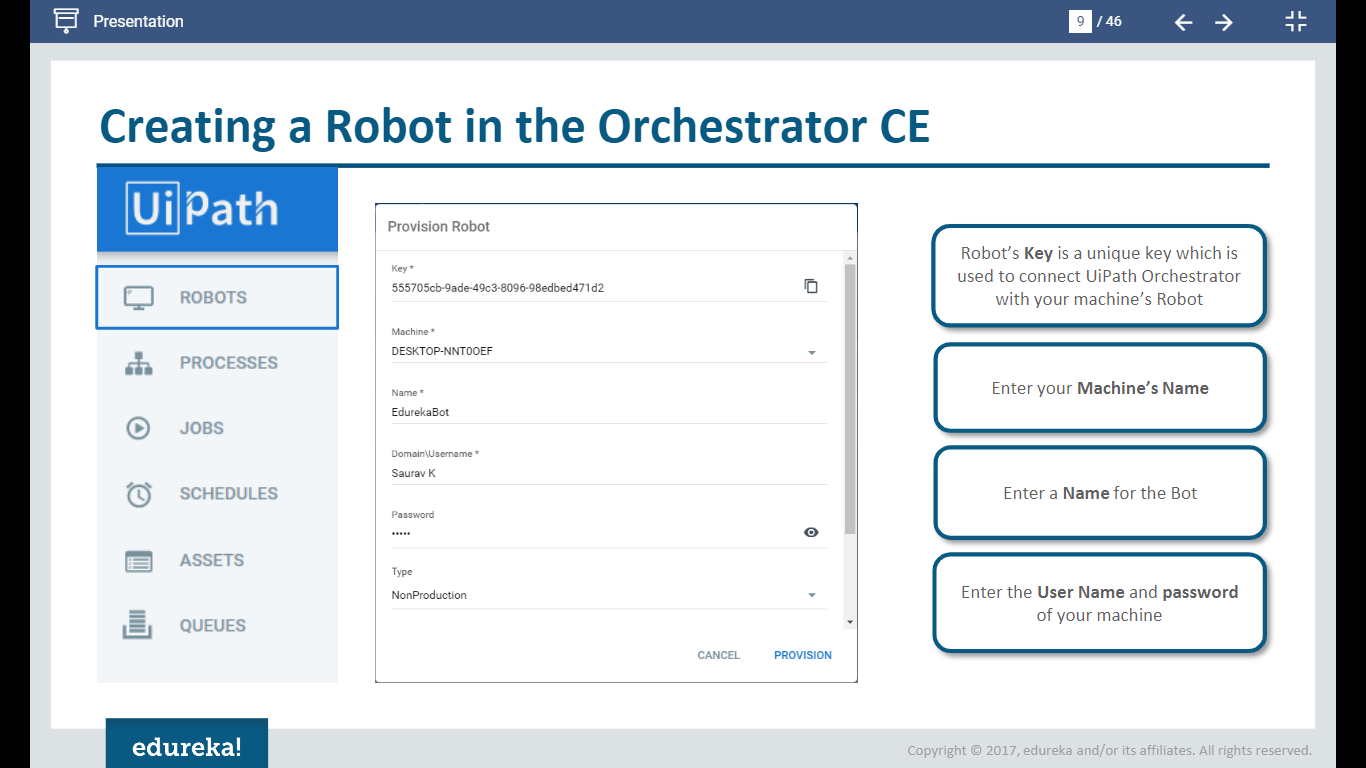 Presentation
9 / 46
Creating a Robot in the Orchestrator CE
UiPath
ROBOTS
PROCESSES
JOBS
SCHEDULES
ASSETS
QUEUES
Provision Robot
Key *
555705cb-9ade-49c3-8096-98edbed471d2
Machine *
DESKTOP-NNT0OEF
Name *
EdurekaBot
Domain\Username *
Saurav K
Password
•••••
Type
NonProduction
CANCEL PROVISION
Robot's Key is a unique key which is
used to connect UiPath Orchestrator
with your machine's Robot
Enter your Machine's Name
Enter a Name for the Bot
Enter the User Name and password
of your machine
edureka!
Copyright © 2017, edureka and/or its affiliates. All rights reserved.